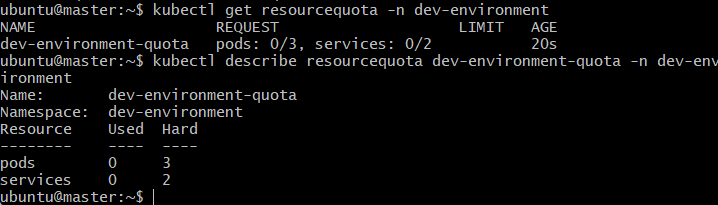 ubuntu@master:~$ kubectl get resourcequota -n dev-environment
NAME                    REQUEST                      LIMIT   AGE
dev-environment-quota   pods: 0/3, services: 0/2             20s
ubuntu@master:~$ kubectl describe resourcequota dev-environment-quota -n dev-env
ironment
Name:       dev-environment-quota
Namespace:  dev-environment
Resource    Used  Hard
--------    ----  ----
pods        0     3
services    0     2
ubuntu@master:~$